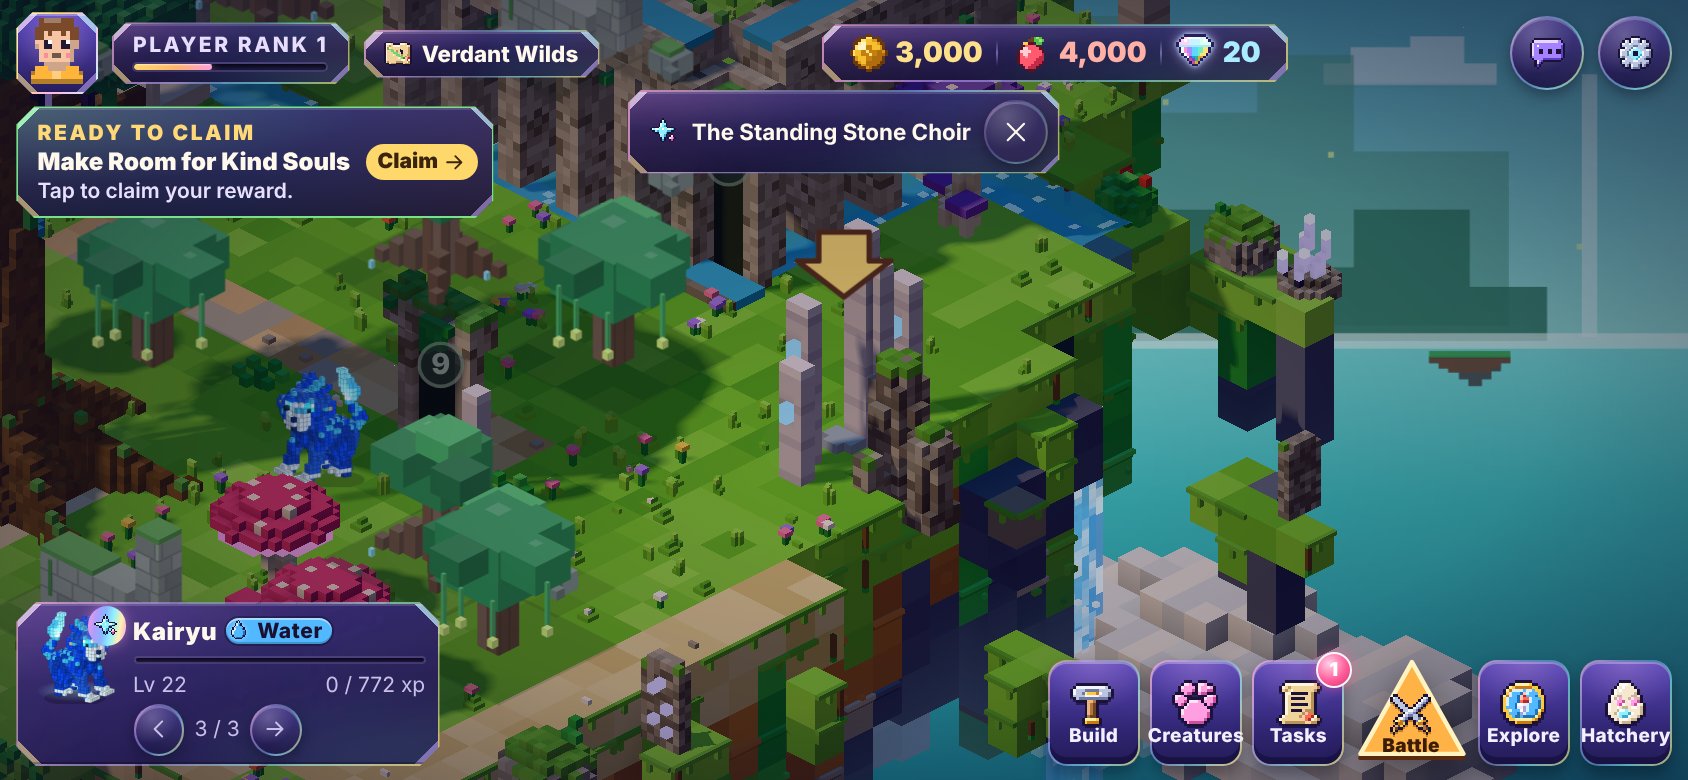 PLAYER RANK 1
Verdant Wilds
3,000
4,000
20
READY TO CLAIM
Make Room for Kind Souls
Claim →
Tap to claim your reward.
The Standing Stone Choir
9
Kairyu
Water
Lv 22
0 / 772 xp
3 / 3
1
Build
Creatures
Tasks
Battle
Explore
Hatchery